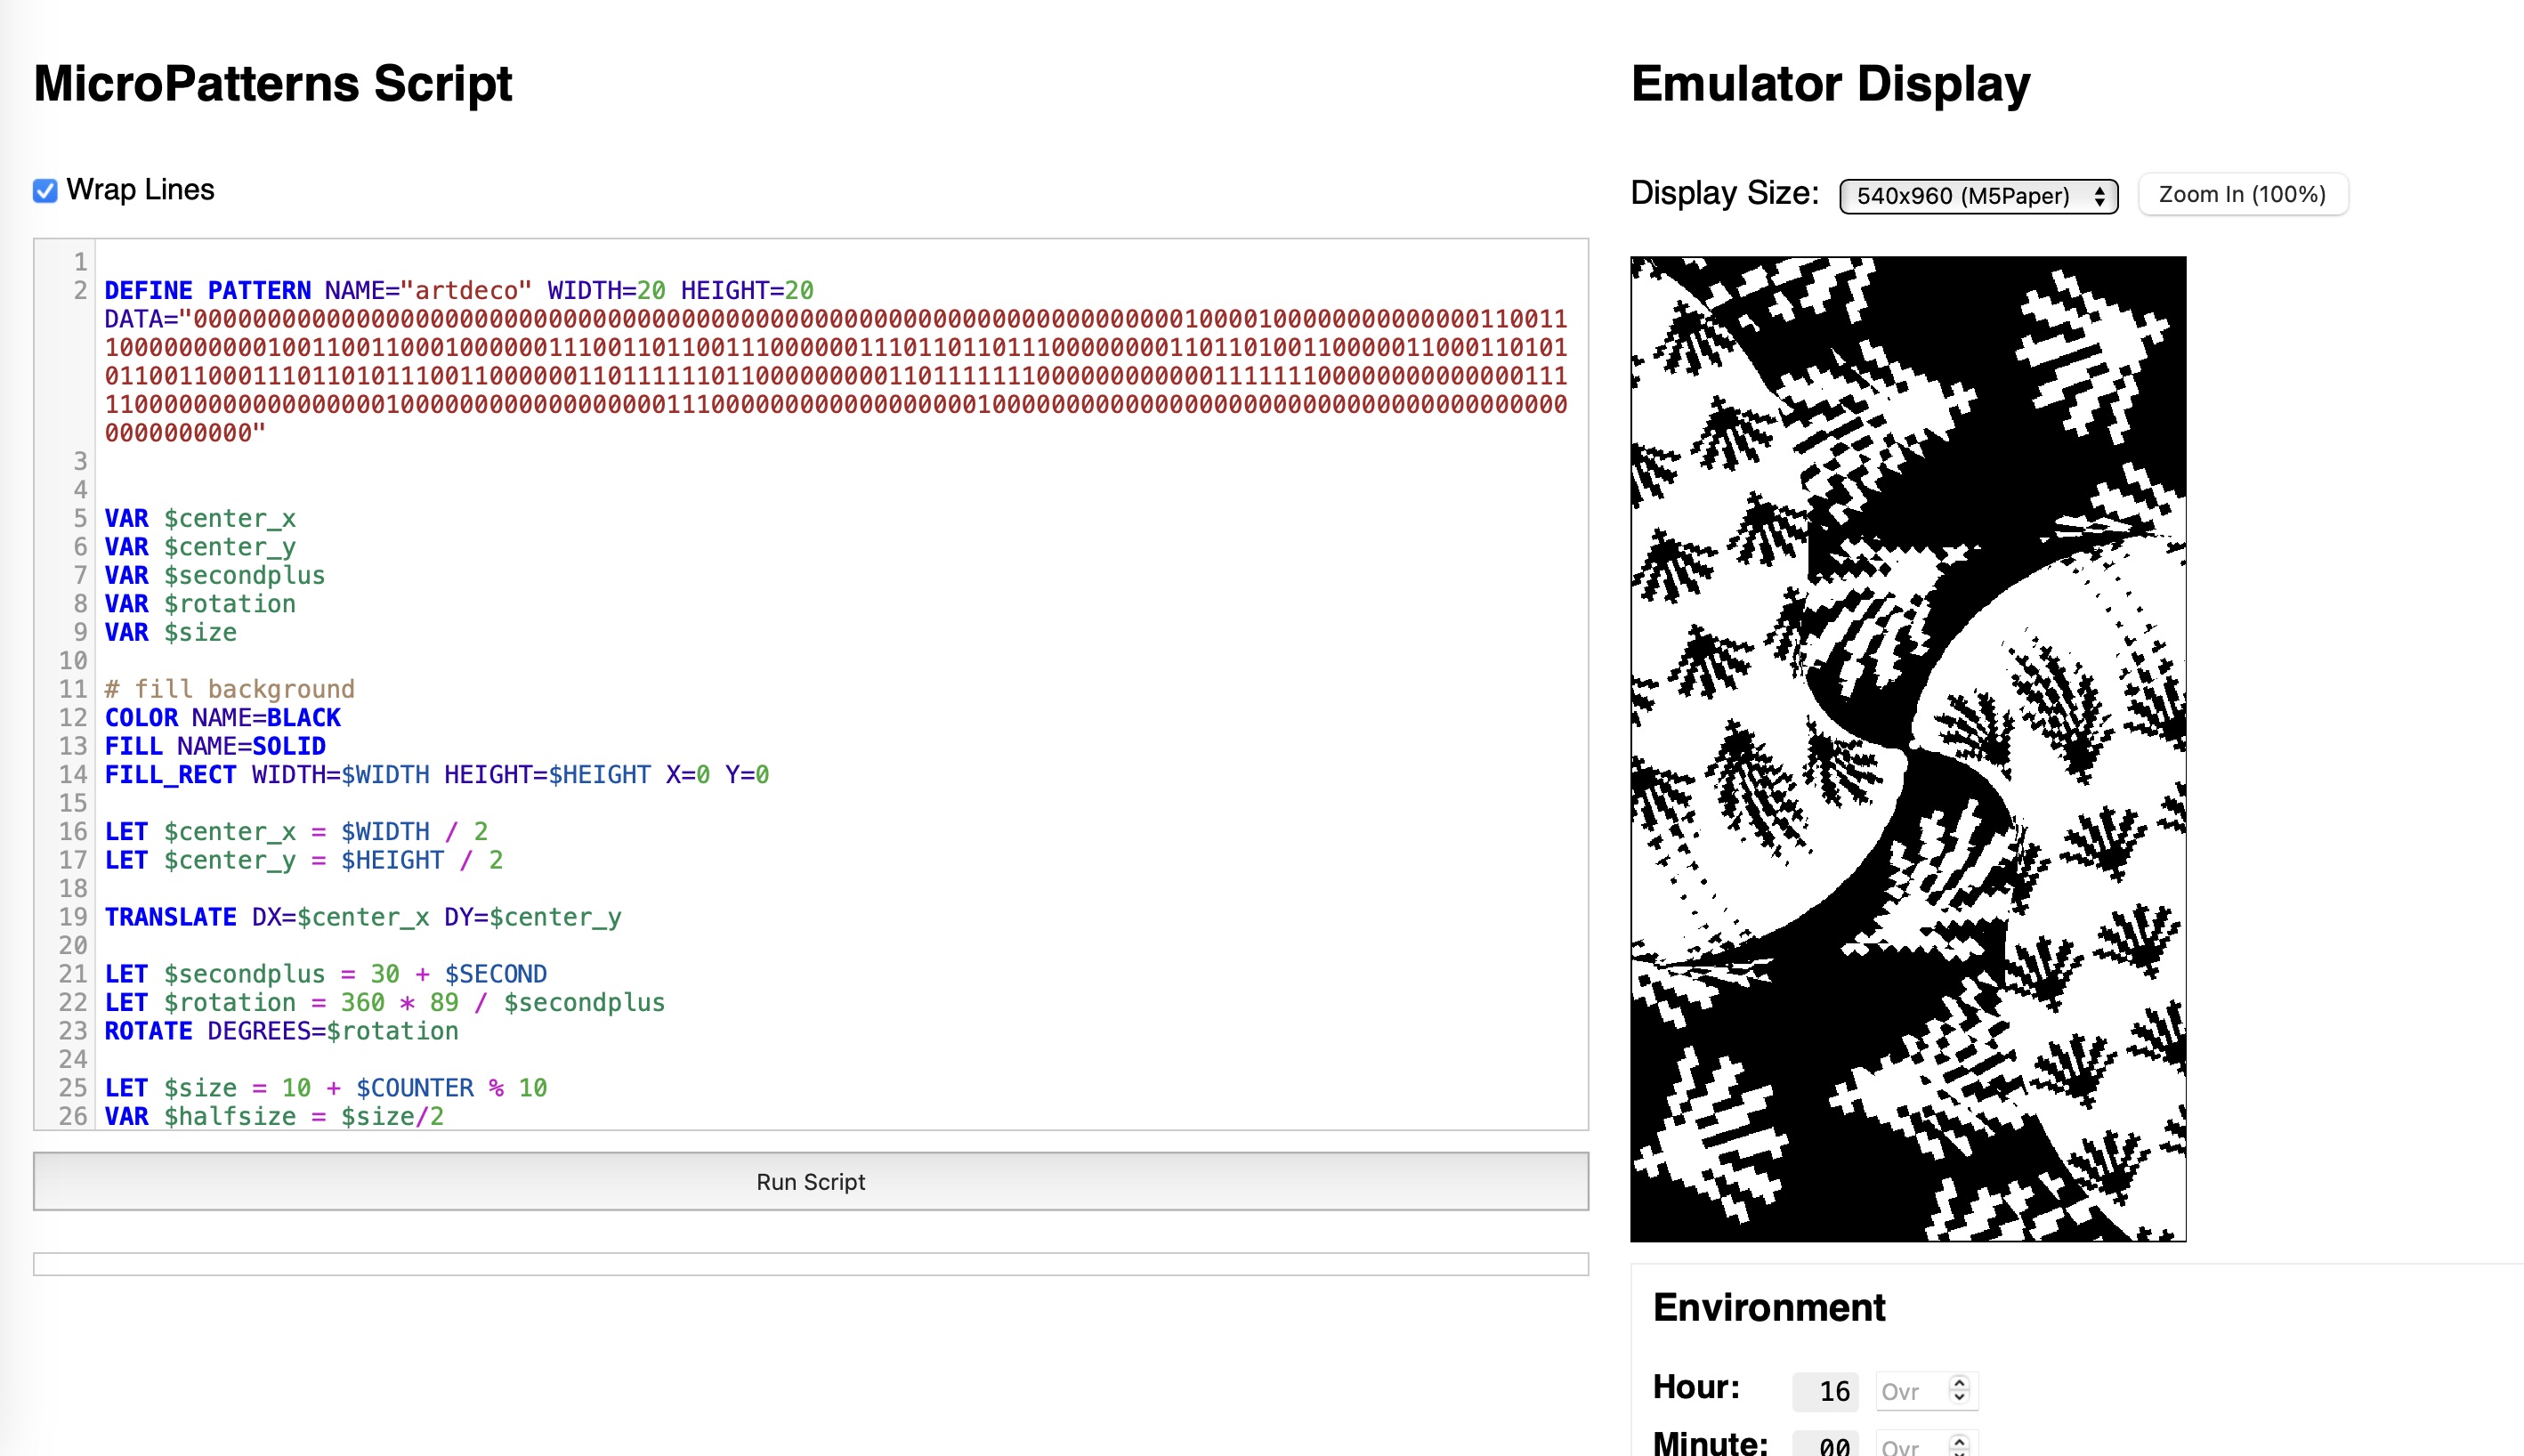 MicroPatterns Script
Wrap Lines
1
2 DEFINE PATTERN NAME="artdeco" WIDTH=20 HEIGHT=20
3
4
5 VAR $center_x
6 VAR $center_y
7 VAR $secondplus
8 VAR $rotation
9 VAR $size
10
11 # fill background
12 COLOR NAME=BLACK
13 FILL NAME=SOLID
14 FILL_RECT WIDTH=$WIDTH HEIGHT=$HEIGHT X=0 Y=0
15
16 LET $center_x = $WIDTH / 2
17 LET $center_y = $HEIGHT / 2
18
19 TRANSLATE DX=$center_x DY=$center_y
20
21 LET $secondplus = 30 + $SECOND
22 LET $rotation = 360 * 89 / $secondplus
23 ROTATE DEGREES=$rotation
24
25 LET $size = 10 + $COUNTER % 10
26 VAR $halfsize = $size/2
Run Script
Emulator Display
Display Size: 540x960 (M5Paper) Zoom In (100%)
Environment
Hour: 16 Ovr
Minute: 00 Ovr